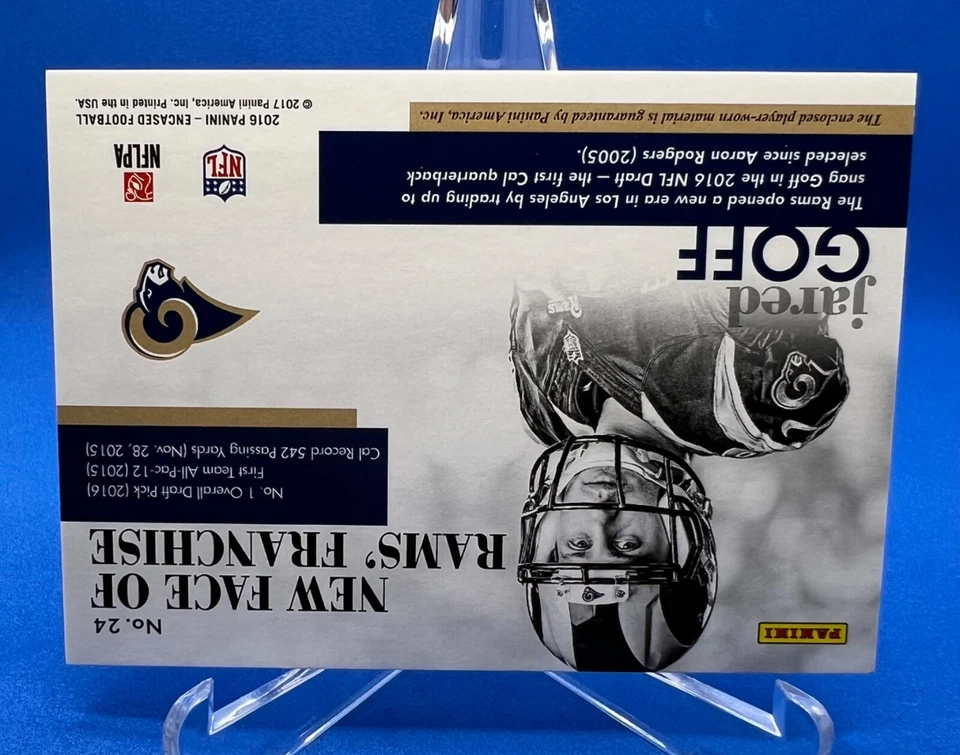 PANINI
No. 24
NEW FACE OF
RAMS' FRANCHISE
No. 1 Overall Draft Pick (2016)
First Team All-Pac-12 (2015)
Cal Record 542 Passing Yards (Nov. 28, 2015)
RAMS
jared
GOFF
The Rams opened a new era in Los Angeles by trading up to
snag Goff in the 2016 NFL Draft — the first Cal quarterback
selected since Aaron Rodgers (2005).
The enclosed player-worn material is guaranteed by Panini America, Inc.
NFL
NFLPA
2016 PANINI – ENCASED FOOTBALL
© 2017 Panini America, Inc. Printed in the USA.